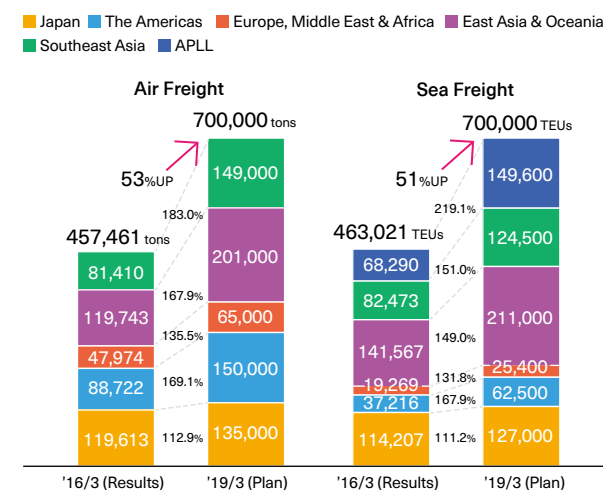 Japan The Americas Europe, Middle East & Africa East Asia & Oceania
Southeast Asia APLL
Air Freight
700,000 tons
53%UP
457,461 tons
81,410
119,743
47,974
88,722
119,613
183.0%
167.9%
135.5%
169.1%
112.9%
149,000
201,000
65,000
150,000
135,000
'16/3 (Results)
'19/3 (Plan)
Sea Freight
700,000 TEUs
51%UP
463,021 TEUs
68,290
82,473
141,567
19,269
37,216
114,207
219.1%
151.0%
149.0%
131.8%
167.9%
111.2%
149,600
124,500
211,000
25,400
62,500
127,000
'16/3 (Results)
'19/3 (Plan)